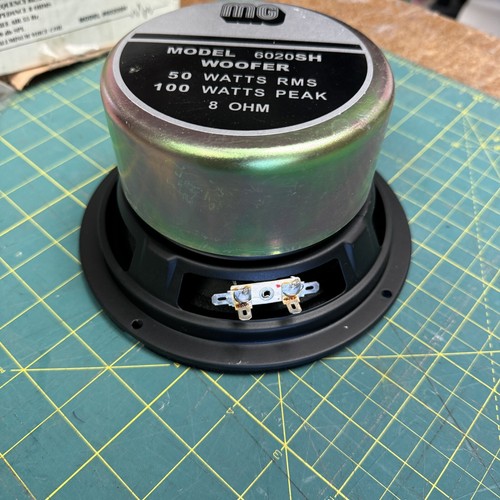 MG
MODEL 6020SH
WOOFER
50 WATTS RMS
100 WATTS PEAK
8 OHM